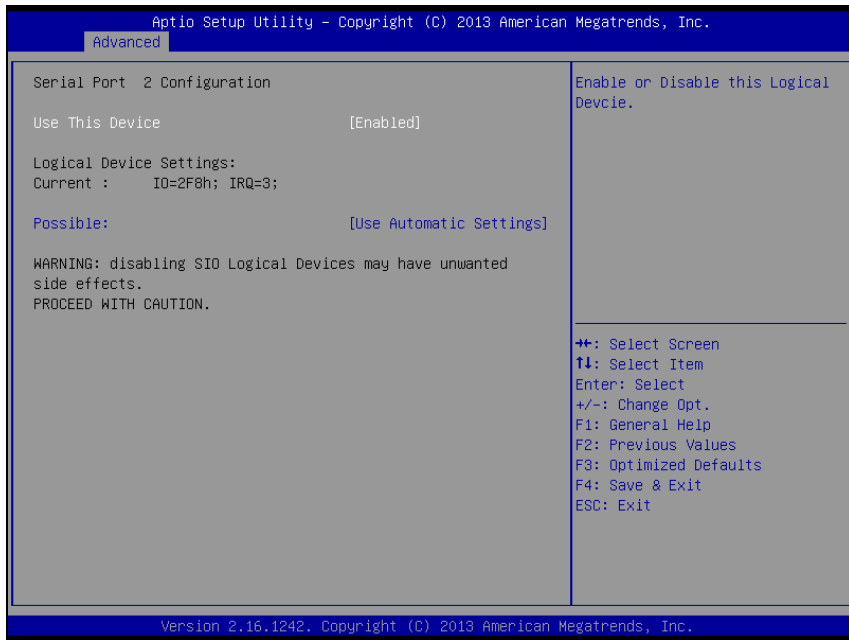 Aptio Setup Utility – Copyright (C) 2013 American Megatrends, Inc.
Advanced
Serial Port  2 Configuration
Use This Device [Enabled]
Logical Device Settings:
Current : IO=2F8h; IRQ=3;
Possible: [Use Automatic Settings]
WARNING: disabling SIO Logical Devices may have unwanted
side effects.
PROCEED WITH CAUTION.
Enable or Disable this Logical
Devcie.
→←: Select Screen
↑↓: Select Item
Enter: Select
+/-: Change Opt.
F1: General Help
F2: Previous Values
F3: Optimized Defaults
F4: Save & Exit
ESC: Exit
Version 2.16.1242. Copyright (C) 2013 American Megatrends, Inc.